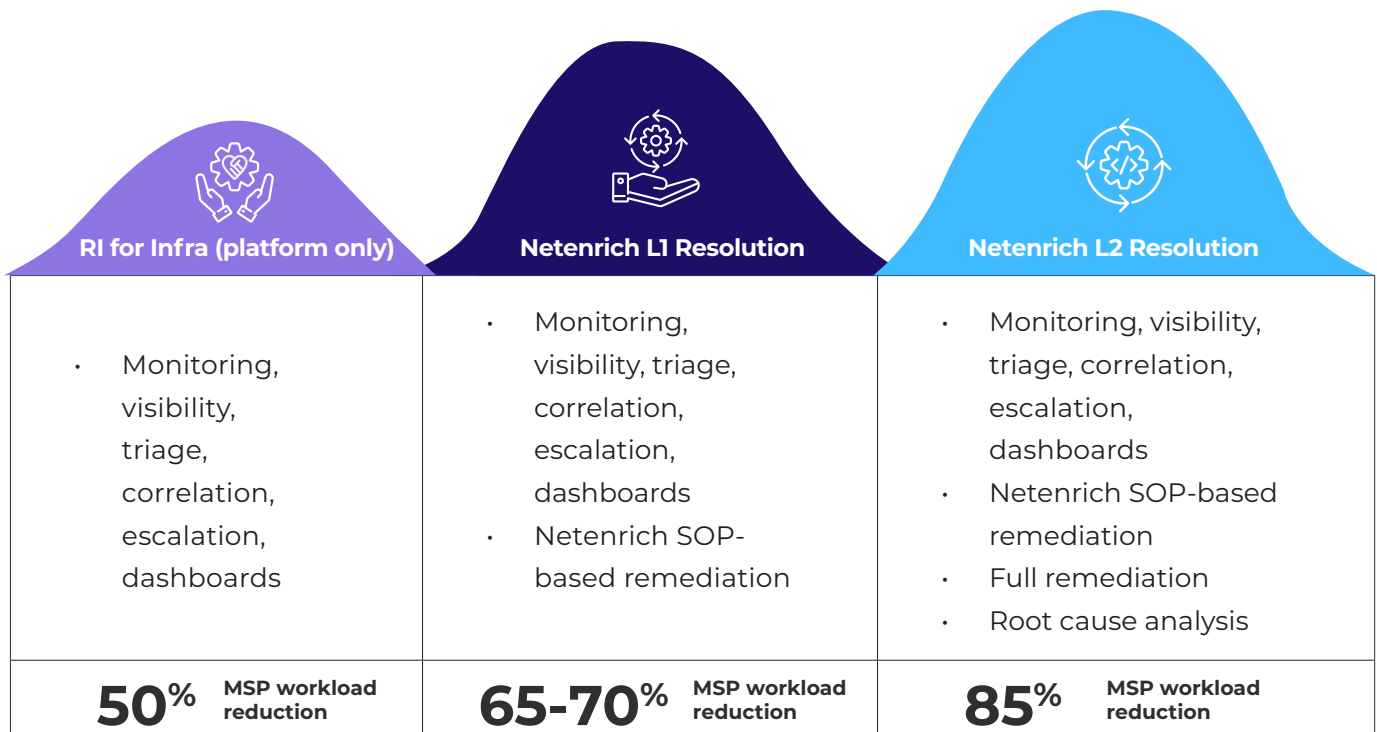 RI for Infra (platform only)
Netenrich L1 Resolution
Netenrich L2 Resolution
• Monitoring,
visibility,
triage,
correlation,
escalation,
dashboards
• Monitoring,
visibility, triage,
correlation,
escalation,
dashboards
• Netenrich SOP-
based remediation
• Monitoring, visibility,
triage, correlation,
escalation,
dashboards
• Netenrich SOP-based
remediation
• Full remediation
• Root cause analysis
50% MSP workload
reduction
65-70% MSP workload
reduction
85% MSP workload
reduction